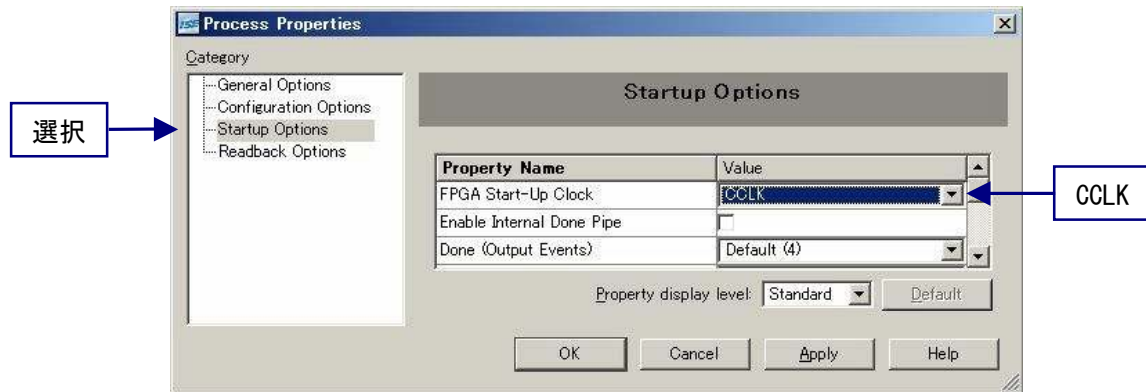 ISE Process Properties
Category
General Options
Configuration Options
Startup Options
Readback Options
選択
Startup Options
Property Name Value
FPGA Start-Up Clock CCLK
Enable Internal Done Pipe
Done (Output Events) Default (4)
CCLK
Property display level: Standard Default
OK Cancel Apply Help